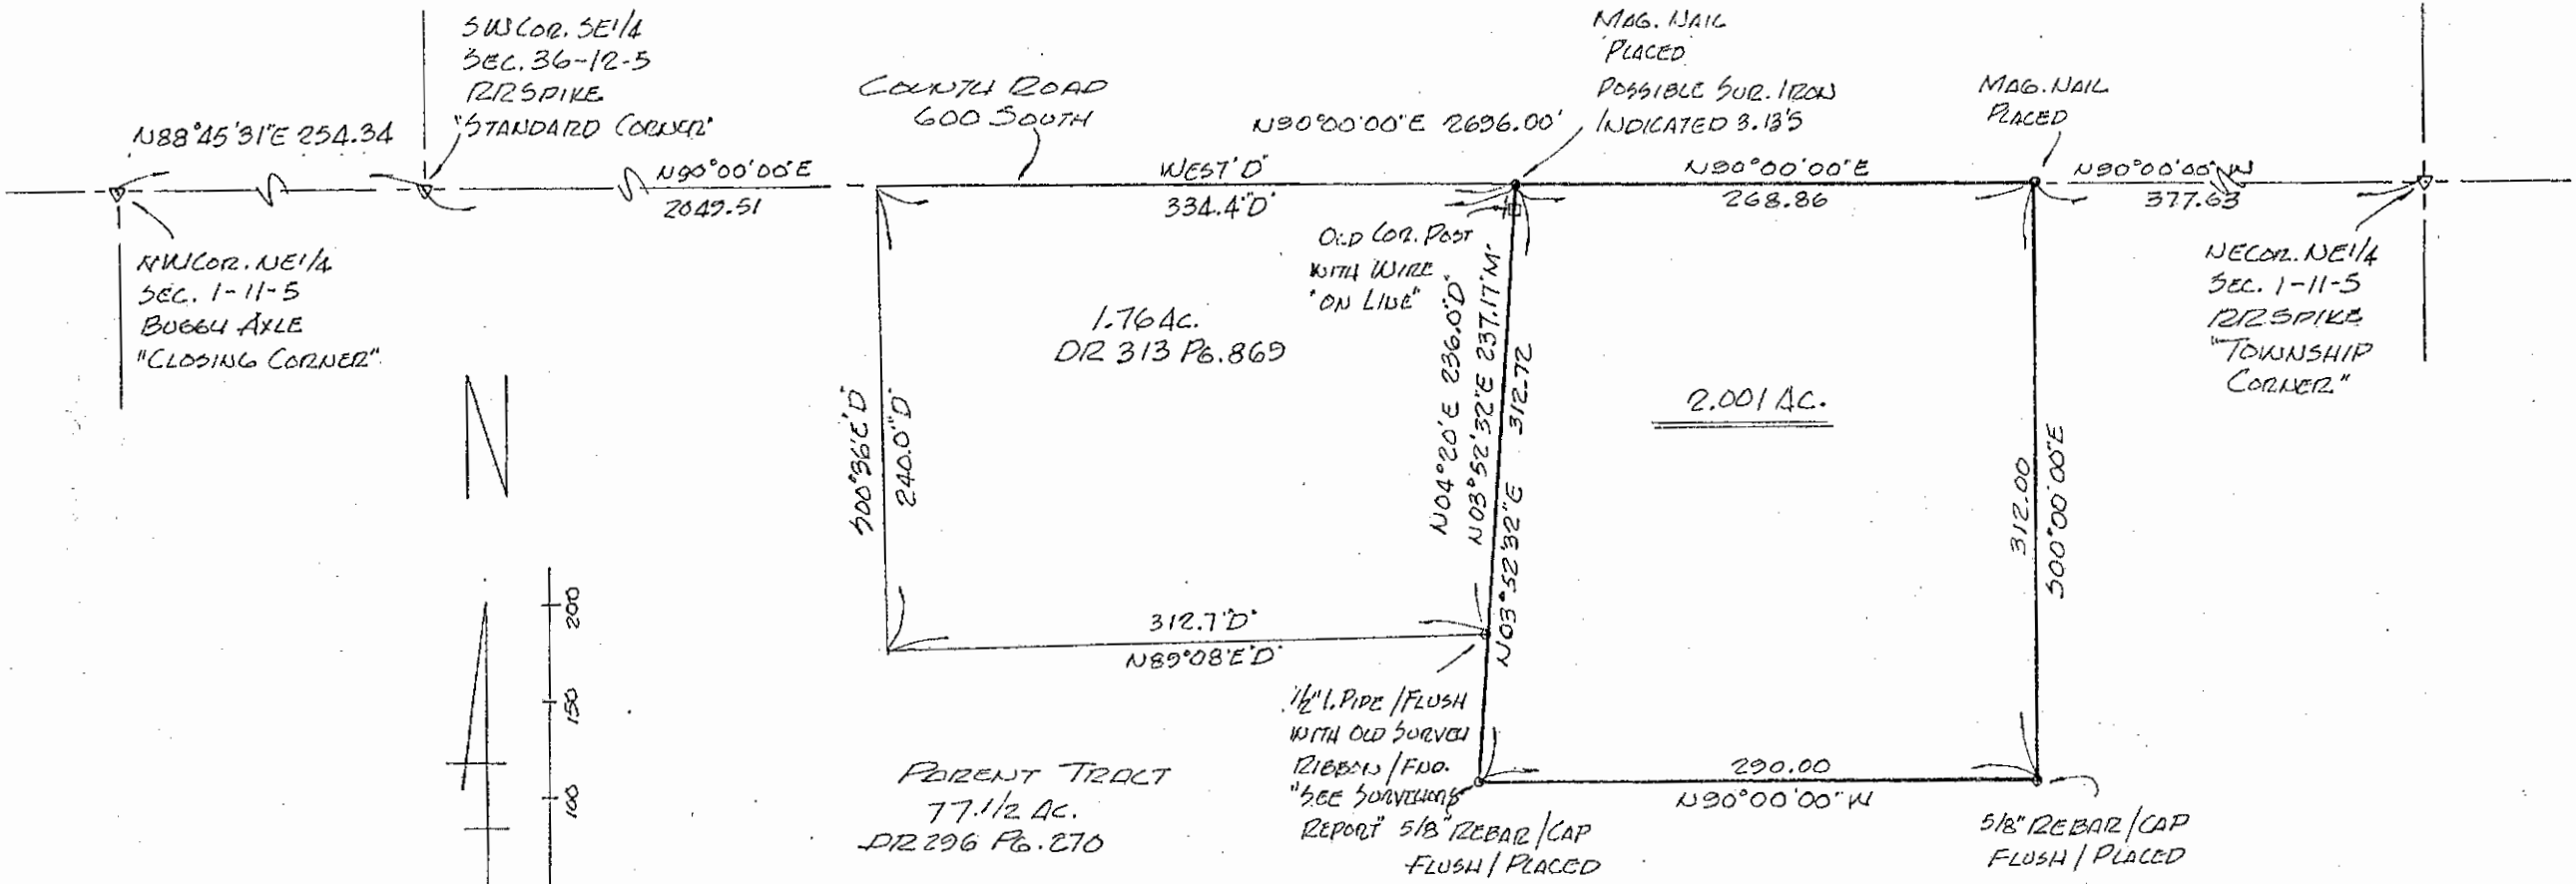 SW COR. SE1/4
SEC. 36-12-5
RR SPIKE
"STANDARD CORNER"
N88°45'31"E 254.34
NW COR. NE1/4
SEC. 1-11-5
BUGGY AXLE
"CLOSING CORNER"
COUNTY ROAD
600 SOUTH
N90°00'00"E 2696.00'
MAG. NAIL
PLACED
POSSIBLE SUR. IRON
INDICATED 3.13'S
MAG. NAIL
PLACED
N90°00'00"E
2049.51
WEST"D"
334.4"D"
N90°00'00"E
268.86
N90°00'00"W
377.63
NE COR. NE1/4
SEC. 1-11-5
RR SPIKE
"TOWNSHIP
CORNER"
OLD COR. POST
WITH WIRE
"ON LINE"
1.76 AC.
DR 313 PG. 869
S00°36'E"D"
240.0"D"
N04°20'E 236.0"D"
N03°52'32"E 237.17'M"
N03°52'32"E 312.72
2.001 AC.
312.00
S00°00'00"E
312.7"D"
N89°08'E"D"
1/2" I. PIPE / FLUSH
WITH OLD SURVEY
RIBBON / FND.
"SEE SURVEYORS
REPORT"
5/8" REBAR / CAP
FLUSH / PLACED
290.00
N90°00'00"W
5/8" REBAR / CAP
FLUSH / PLACED
PARENT TRACT
77.1/2 AC.
DR 296 PG. 270
N
200
150
100